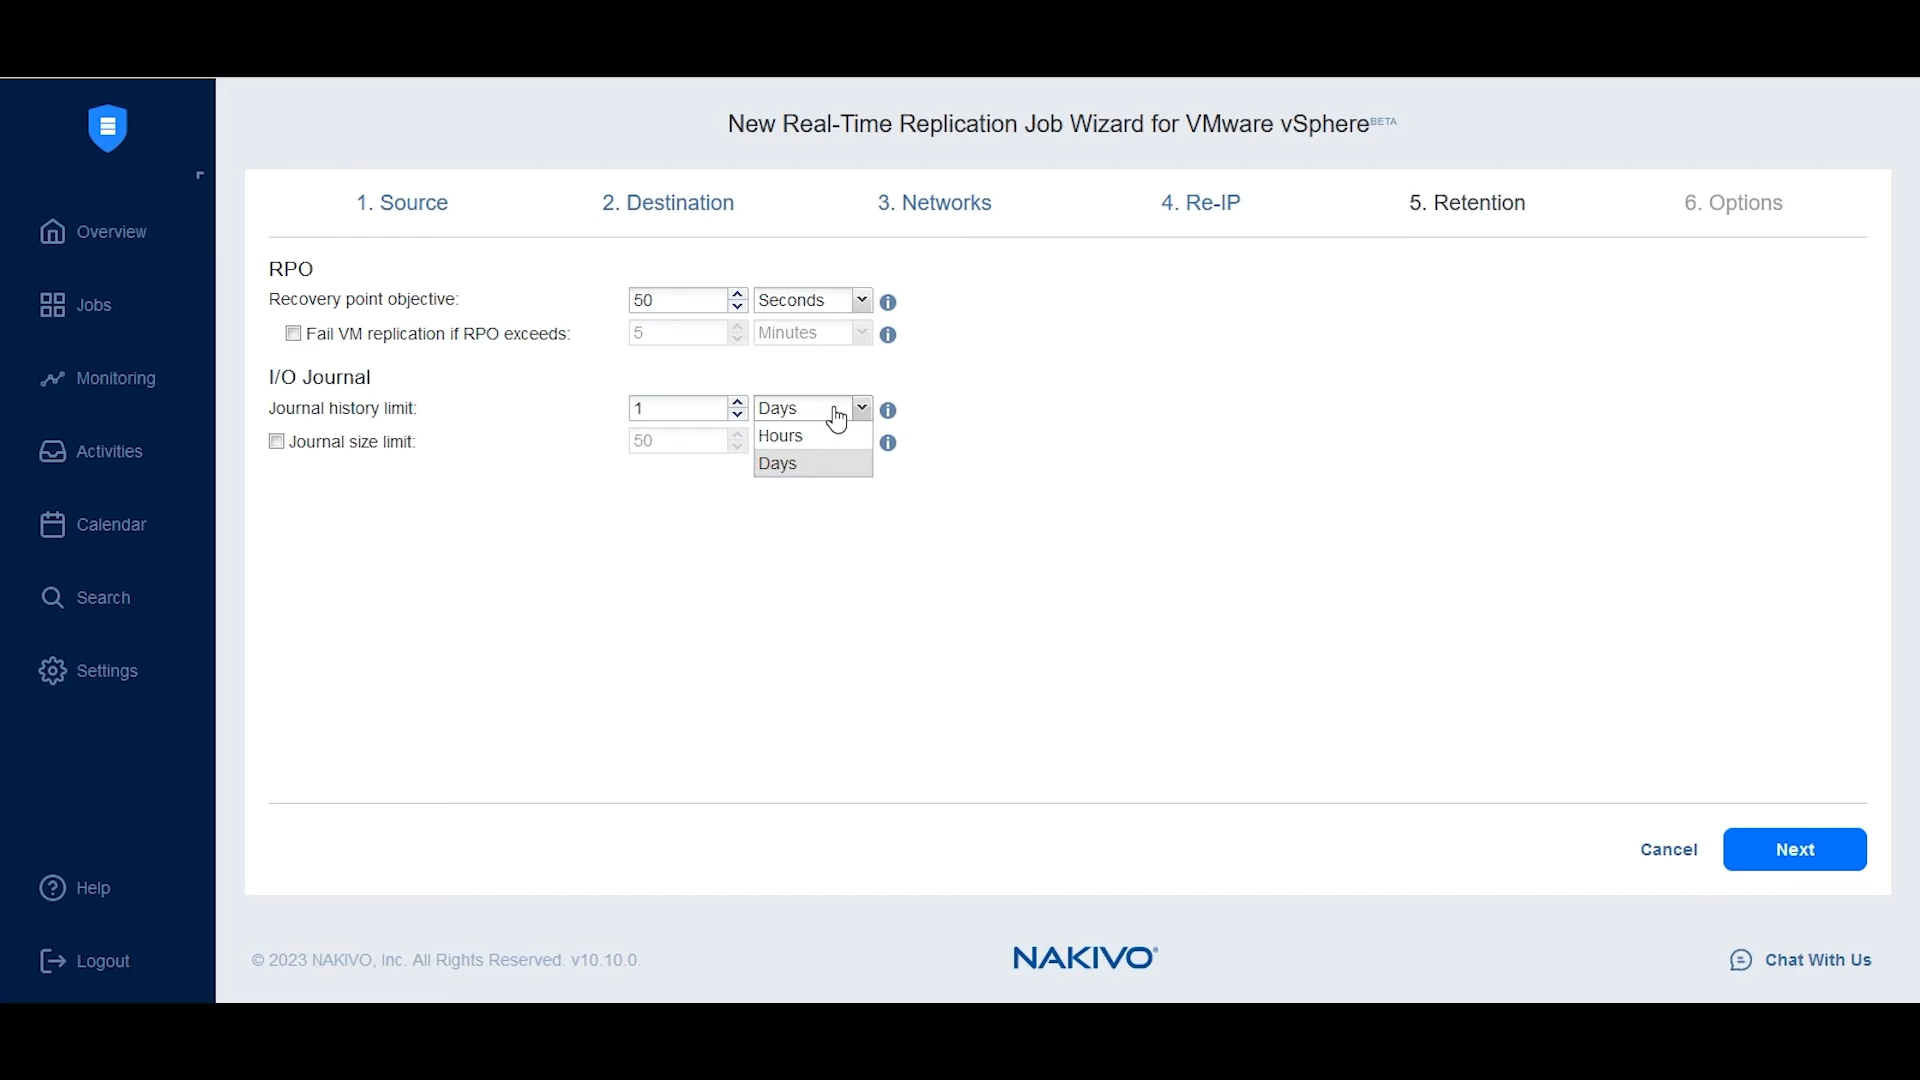 New Real-Time Replication Job Wizard for VMware vSphere BETA
1. Source 2. Destination 3. Networks 4. Re-IP 5. Retention 6. Options
Overview
Jobs
Monitoring
Activities
Calendar
Search
Settings
Help
Logout
RPO
Recovery point objective: 50 Seconds
Fail VM replication if RPO exceeds: 5 Minutes
I/O Journal
Journal history limit: 1 Days
Hours
Journal size limit: 50
Days
Cancel Next
© 2023 NAKIVO, Inc. All Rights Reserved. v10.10.0.
NAKIVO®
Chat With Us